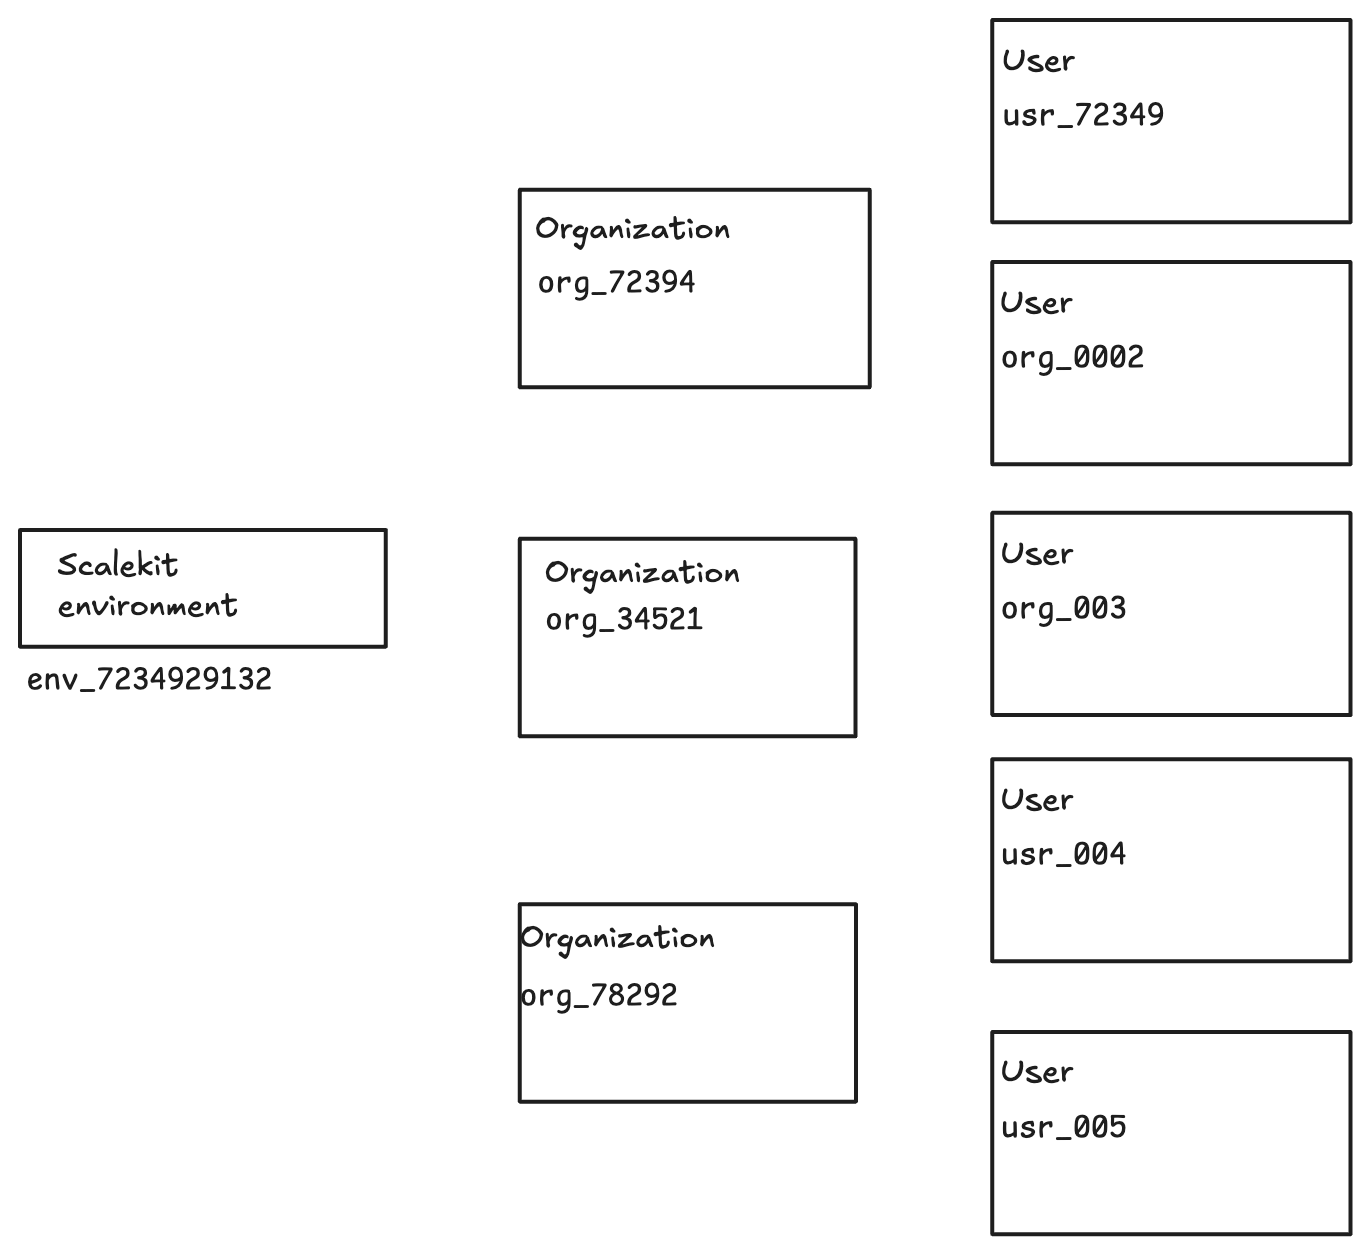 Scalekit
environment
env_7234929132
Organization
org_72394
Organization
org_34521
Organization
org_78292
User
usr_72349
User
org_0002
User
org_003
User
usr_004
User
usr_005